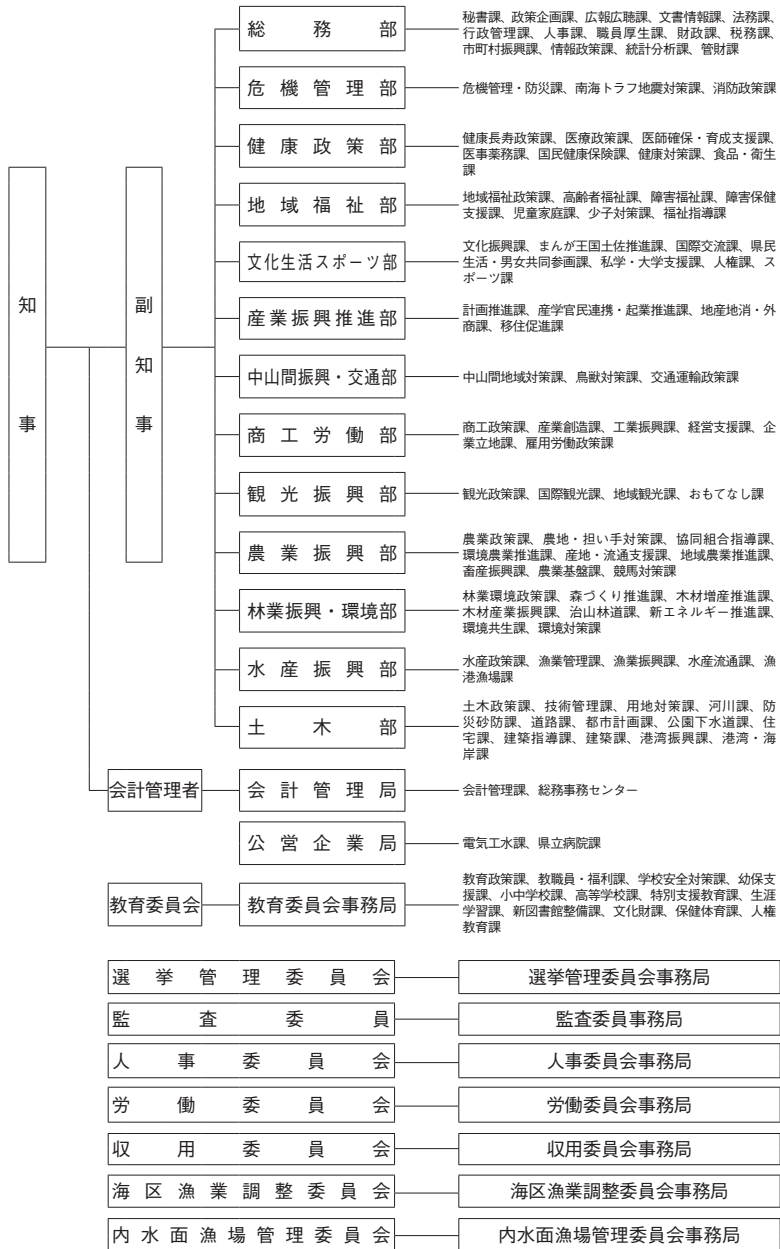 知事
副知事
総務部
秘書課、政策企画課、広報広聴課、文書情報課、法務課、
行政管理課、人事課、職員厚生課、財政課、税務課、
市町村振興課、情報政策課、統計分析課、管財課
危機管理部
危機管理・防災課、南海トラフ地震対策課、消防政策課
健康政策部
健康長寿政策課、医療政策課、医師確保・育成支援課、
医事薬務課、国民健康保険課、健康対策課、食品・衛生
課
地域福祉部
地域福祉政策課、高齢者福祉課、障害福祉課、障害保健
支援課、児童家庭課、少子対策課、福祉指導課
文化生活スポーツ部
文化振興課、まんが王国土佐推進課、国際交流課、県民
生活・男女共同参画課、私学・大学支援課、人権課、ス
ポーツ課
産業振興推進部
計画推進課、産学官民連携・起業推進課、地産地消・外
商課、移住促進課
中山間振興・交通部
中山間地域対策課、鳥獣対策課、交通運輸政策課
商工労働部
商工政策課、産業創造課、工業振興課、経営支援課、企
業立地課、雇用労働政策課
観光振興部
観光政策課、国際観光課、地域観光課、おもてなし課
農業振興部
農業政策課、農地・担い手対策課、協同組合指導課、
環境農業推進課、産地・流通支援課、地域農業推進課、
畜産振興課、農業基盤課、競馬対策課
林業振興・環境部
林業環境政策課、森づくり推進課、木材増産推進課、
木材産業振興課、治山林道課、新エネルギー推進課、
環境共生課、環境対策課
水産振興部
水産政策課、漁業管理課、漁業振興課、水産流通課、漁
港漁場課
土木部
土木政策課、技術管理課、用地対策課、河川課、防
災砂防課、道路課、都市計画課、公園下水道課、住
宅課、建築指導課、建築課、港湾振興課、港湾・海
岸課
会計管理者
会計管理局
会計管理課、総務事務センター
公営企業局
電気工水課、県立病院課
教育委員会
教育委員会事務局
教育政策課、教職員・福利課、学校安全対策課、幼保支
援課、小中学校課、高等学校課、特別支援教育課、生涯
学習課、新図書館整備課、文化財課、保健体育課、人権
教育課
選挙管理委員会
選挙管理委員会事務局
監査委員
監査委員事務局
人事委員会
人事委員会事務局
労働委員会
労働委員会事務局
収用委員会
収用委員会事務局
海区漁業調整委員会
海区漁業調整委員会事務局
内水面漁場管理委員会
内水面漁場管理委員会事務局